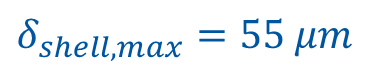 δshell,max = 55 μm